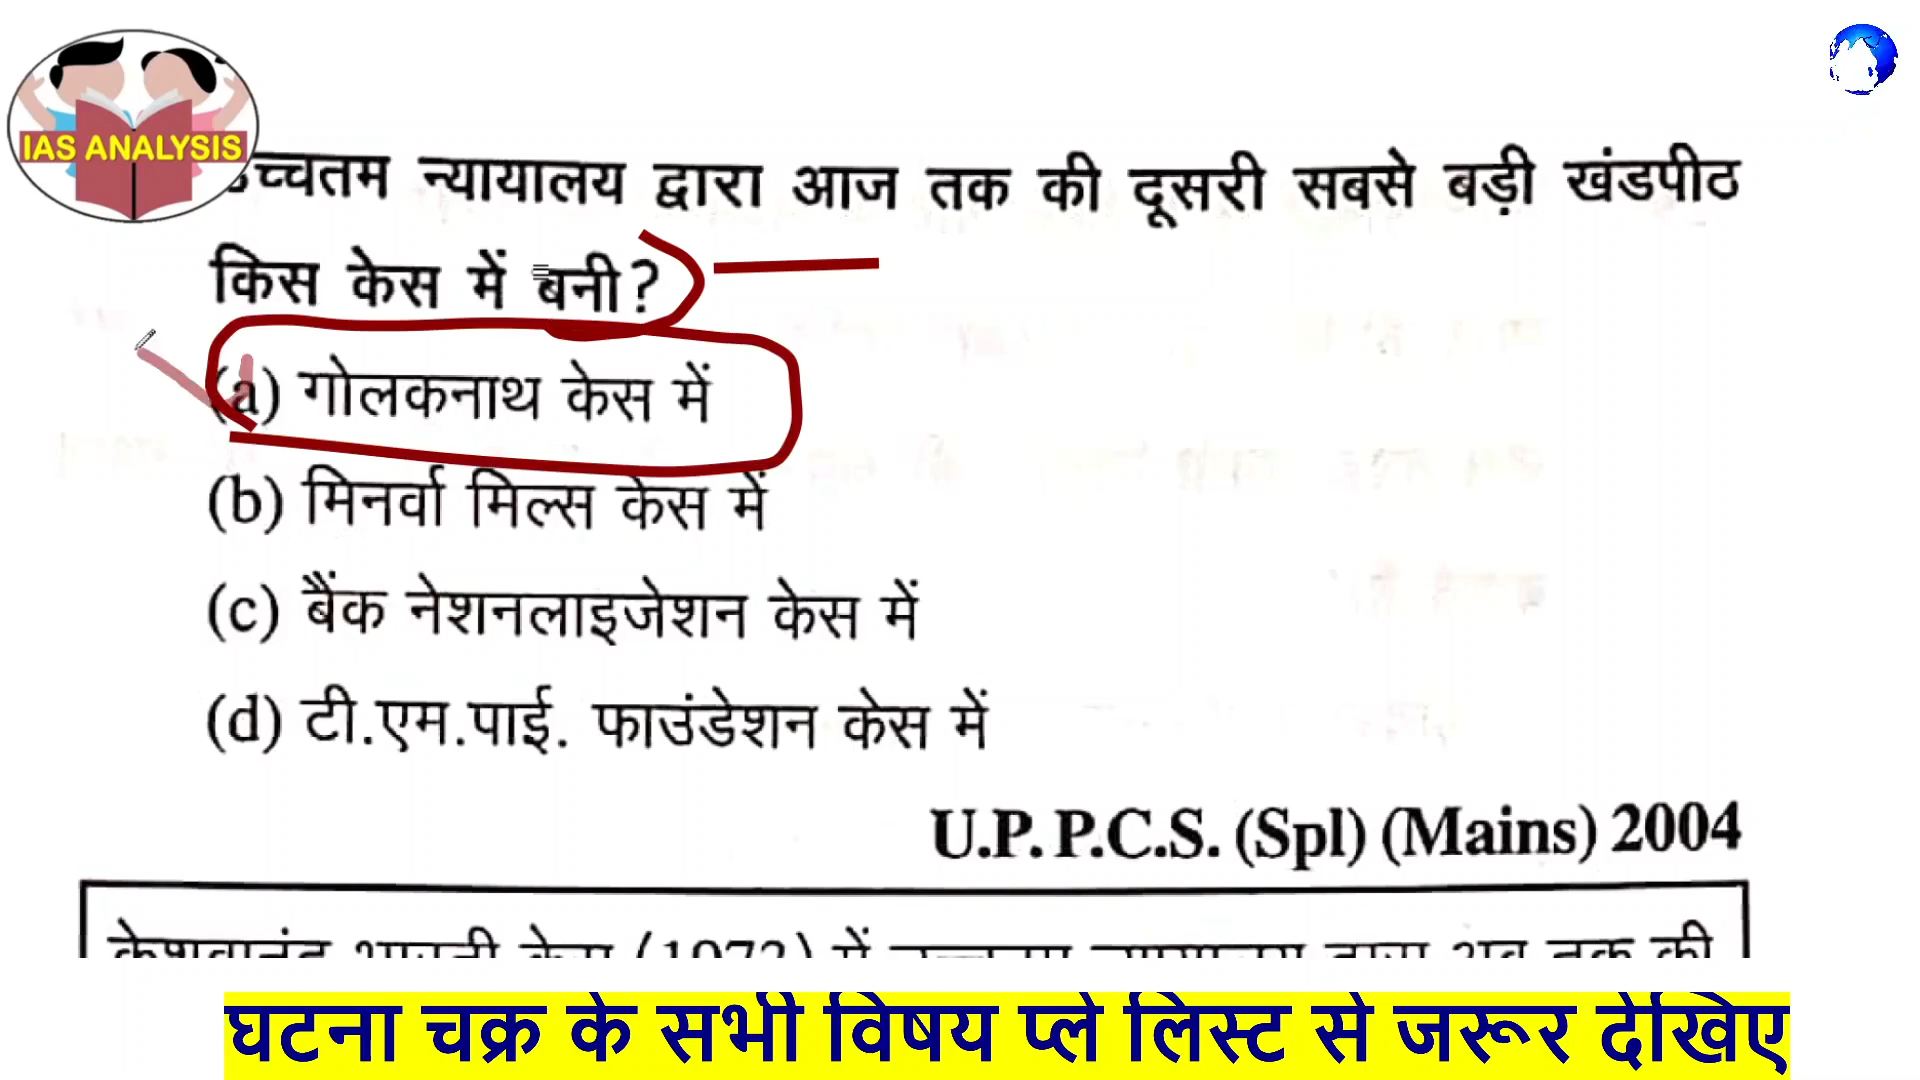 IAS ANALYSIS
उच्चतम न्यायालय द्वारा आज तक की दूसरी सबसे बड़ी खंडपीठ
किस केस में बनी?
(a) गोलकनाथ केस में
(b) मिनर्वा मिल्स केस में
(c) बैंक नेशनलाइजेशन केस में
(d) टी.एम.पाई. फाउंडेशन केस में
U.P. P.C.S. (Spl) (Mains) 2004
घटना चक्र के सभी विषय प्ले लिस्ट से जरूर देखिए